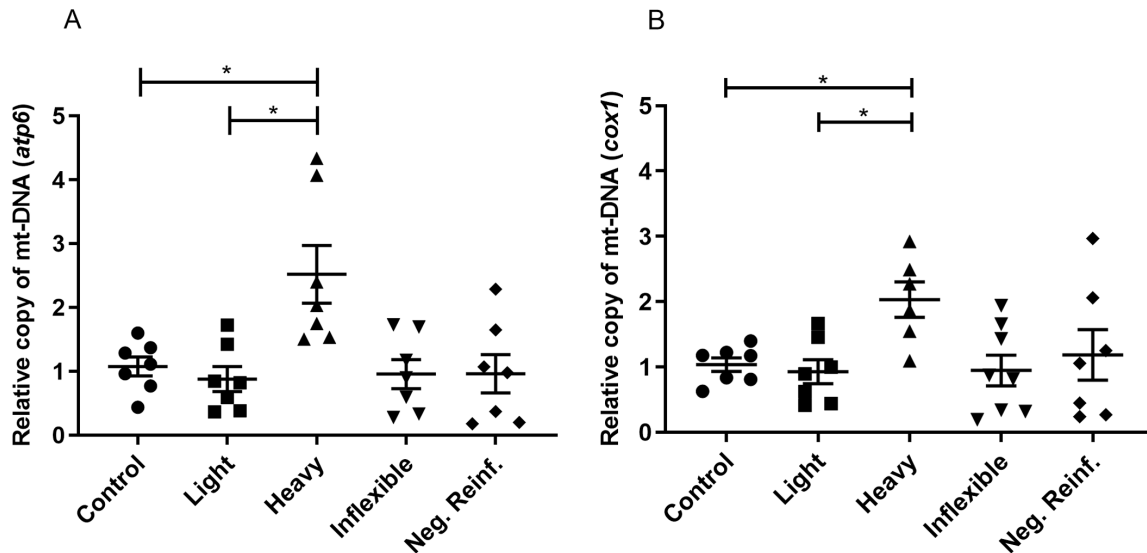 A
Relative copy of mt-DNA (atp6)
5
4
3
2
1
0
*
*
Control
Light
Heavy
Inflexible
Neg. Reinf.
B
Relative copy of mt-DNA (cox1)
5
4
3
2
1
0
*
*
Control
Light
Heavy
Inflexible
Neg. Reinf.